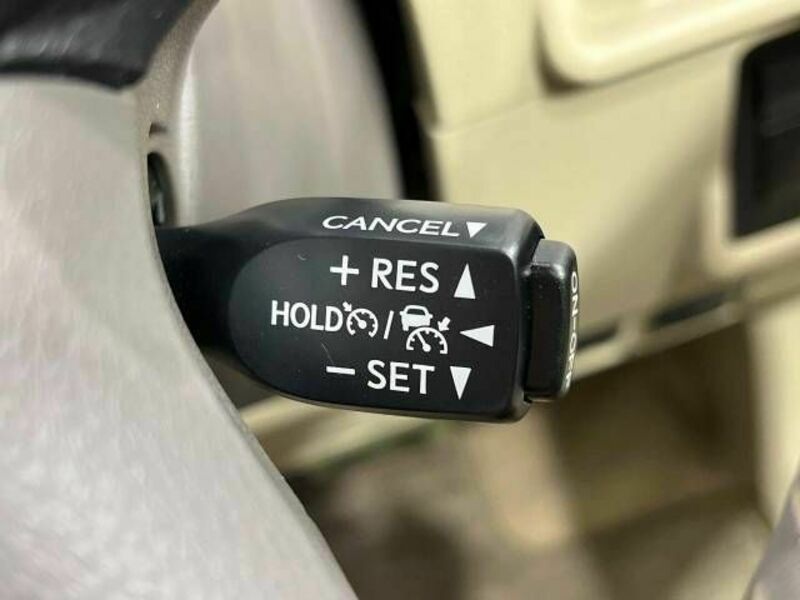 CANCEL▼
+ RES ▲
HOLD / ◀
− SET ▼
ON-OFF